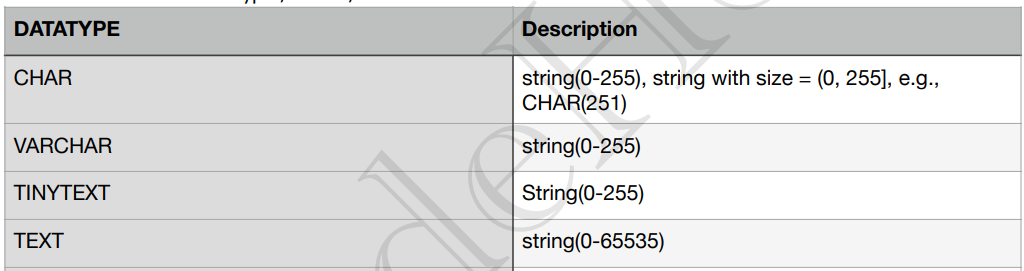 DATATYPE Description
CHAR string(0-255), string with size = (0, 255], e.g.,
CHAR(251)
VARCHAR string(0-255)
TINYTEXT String(0-255)
TEXT string(0-65535)